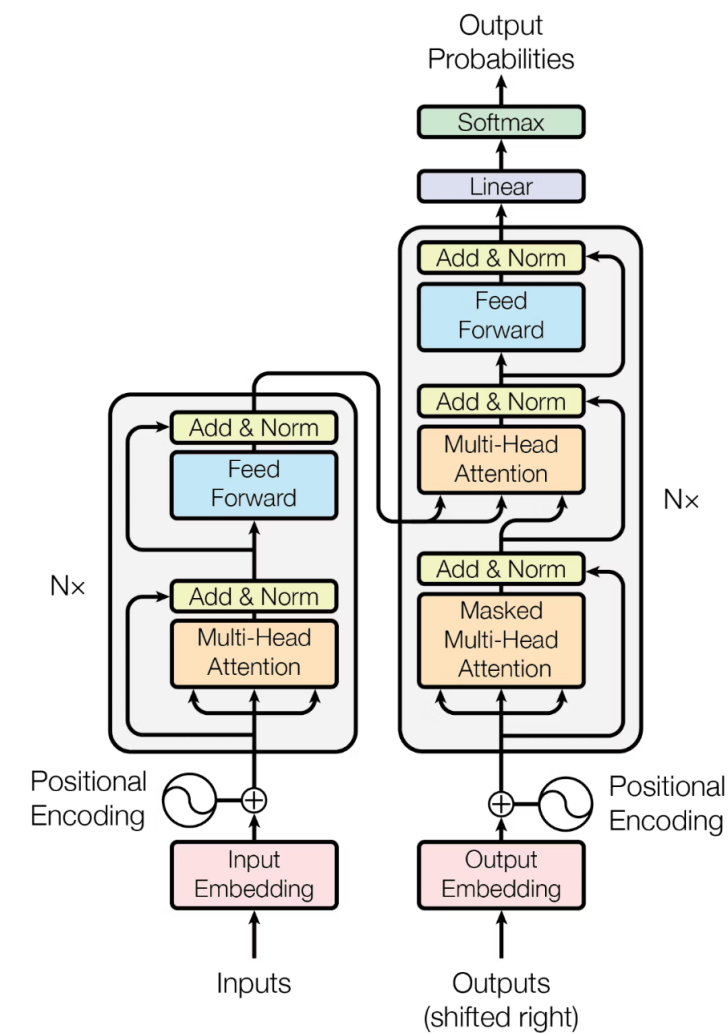 Output
Probabilities
Softmax
Linear
Add & Norm
Feed
Forward
Add & Norm
Multi-Head
Attention
Add & Norm
Masked
Multi-Head
Attention
Nx
Add & Norm
Feed
Forward
Add & Norm
Multi-Head
Attention
Nx
Positional
Encoding
Positional
Encoding
Input
Embedding
Output
Embedding
Inputs
Outputs
(shifted right)